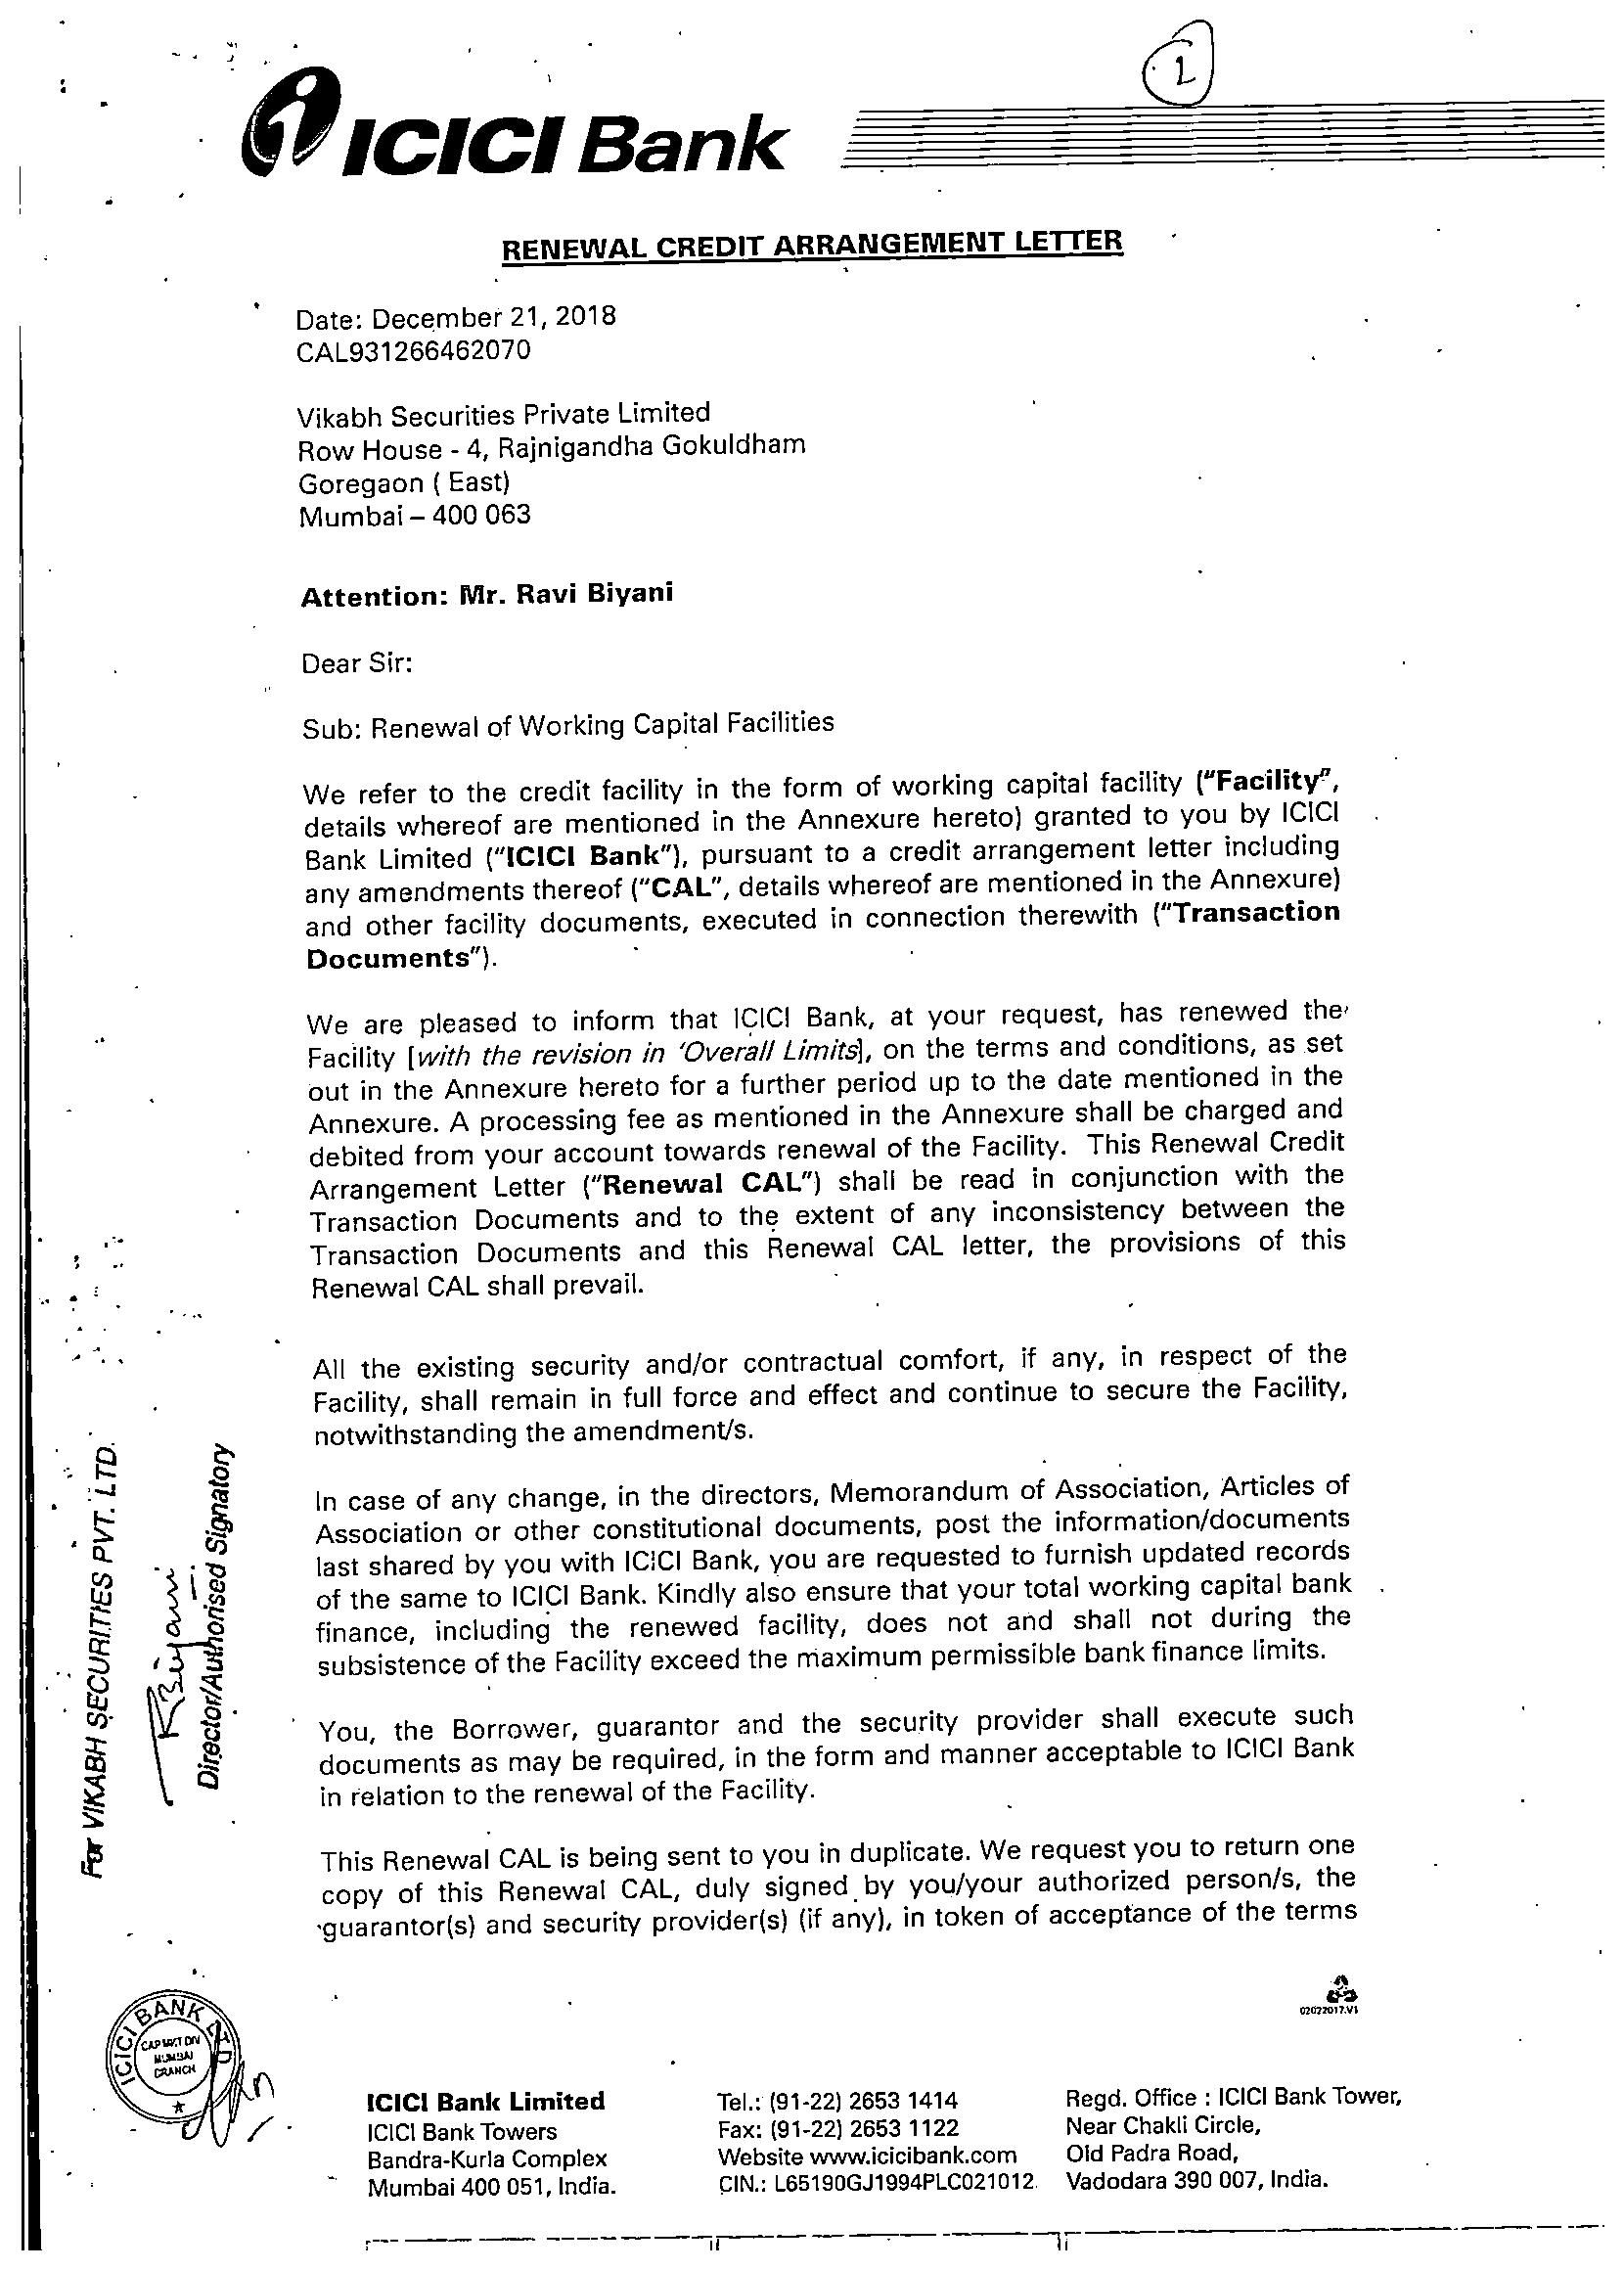 1
ICICI Bank
RENEWAL CREDIT ARRANGEMENT LETTER
Date: December 21, 2018
CAL931266462070
Vikabh Securities Private Limited
Row House - 4, Rajnigandha Gokuldham
Goregaon ( East)
Mumbai – 400 063
Attention: Mr. Ravi Biyani
Dear Sir:
Sub: Renewal of Working Capital Facilities
We refer to the credit facility in the form of working capital facility ("Facility",
details whereof are mentioned in the Annexure hereto) granted to you by ICICI
Bank Limited ("ICICI Bank"), pursuant to a credit arrangement letter including
any amendments thereof ("CAL", details whereof are mentioned in the Annexure)
and other facility documents, executed in connection therewith ("Transaction
Documents").
We are pleased to inform that ICICI Bank, at your request, has renewed the
Facility [with the revision in 'Overall Limits], on the terms and conditions, as set
out in the Annexure hereto for a further period up to the date mentioned in the
Annexure. A processing fee as mentioned in the Annexure shall be charged and
debited from your account towards renewal of the Facility. This Renewal Credit
Arrangement Letter ("Renewal CAL") shall be read in conjunction with the
Transaction Documents and to the extent of any inconsistency between the
Transaction Documents and this Renewal CAL letter, the provisions of this
Renewal CAL shall prevail.
All the existing security and/or contractual comfort, if any, in respect of the
Facility, shall remain in full force and effect and continue to secure the Facility,
notwithstanding the amendment/s.
In case of any change, in the directors, Memorandum of Association, Articles of
Association or other constitutional documents, post the information/documents
last shared by you with ICICI Bank, you are requested to furnish updated records
of the same to ICICI Bank. Kindly also ensure that your total working capital bank
finance, including the renewed facility, does not and shall not during the
subsistence of the Facility exceed the maximum permissible bank finance limits.
You, the Borrower, guarantor and the security provider shall execute such
documents as may be required, in the form and manner acceptable to ICICI Bank
in relation to the renewal of the Facility.
This Renewal CAL is being sent to you in duplicate. We request you to return one
copy of this Renewal CAL, duly signed by you/your authorized person/s, the
guarantor(s) and security provider(s) (if any), in token of acceptance of the terms
For VIKABH SECURITIES PVT. LTD.
RBiyani
Director/Authorised Signatory
ICICI BANK LTD
CAP MKT DIV
MUMBAI
BRANCH
02022017.V1
ICICI Bank Limited
ICICI Bank Towers
Bandra-Kurla Complex
Mumbai 400 051, India.
Tel.: (91-22) 2653 1414
Fax: (91-22) 2653 1122
Website www.icicibank.com
CIN.: L65190GJ1994PLC021012
Regd. Office : ICICI Bank Tower,
Near Chakli Circle,
Old Padra Road,
Vadodara 390 007, India.